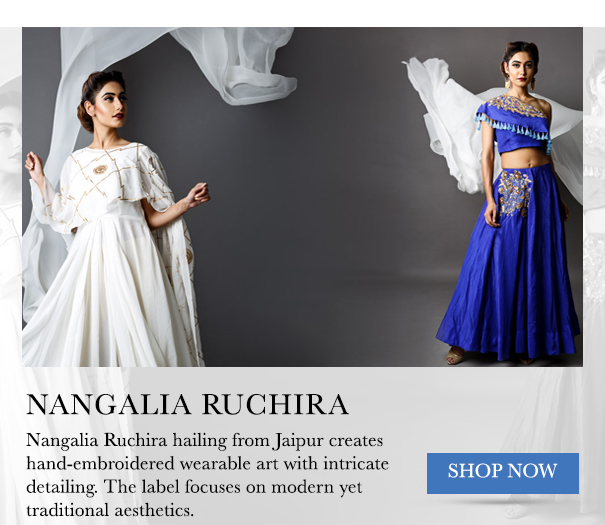 NANGALIA RUCHIRA
Nangalia Ruchira hailing from Jaipur creates
hand-embroidered wearable art with intricate
detailing. The label focuses on modern yet
traditional aesthetics.
SHOP NOW